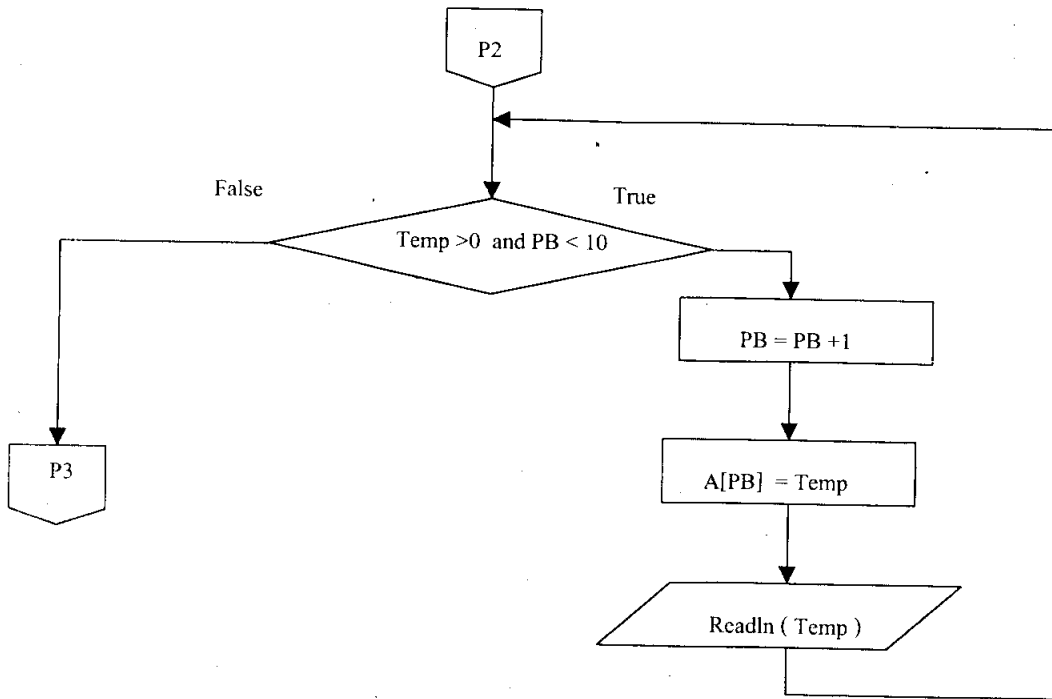 P2
False
True
Temp >0 and PB < 10
PB = PB +1
P3
A[PB] = Temp
Readln ( Temp )